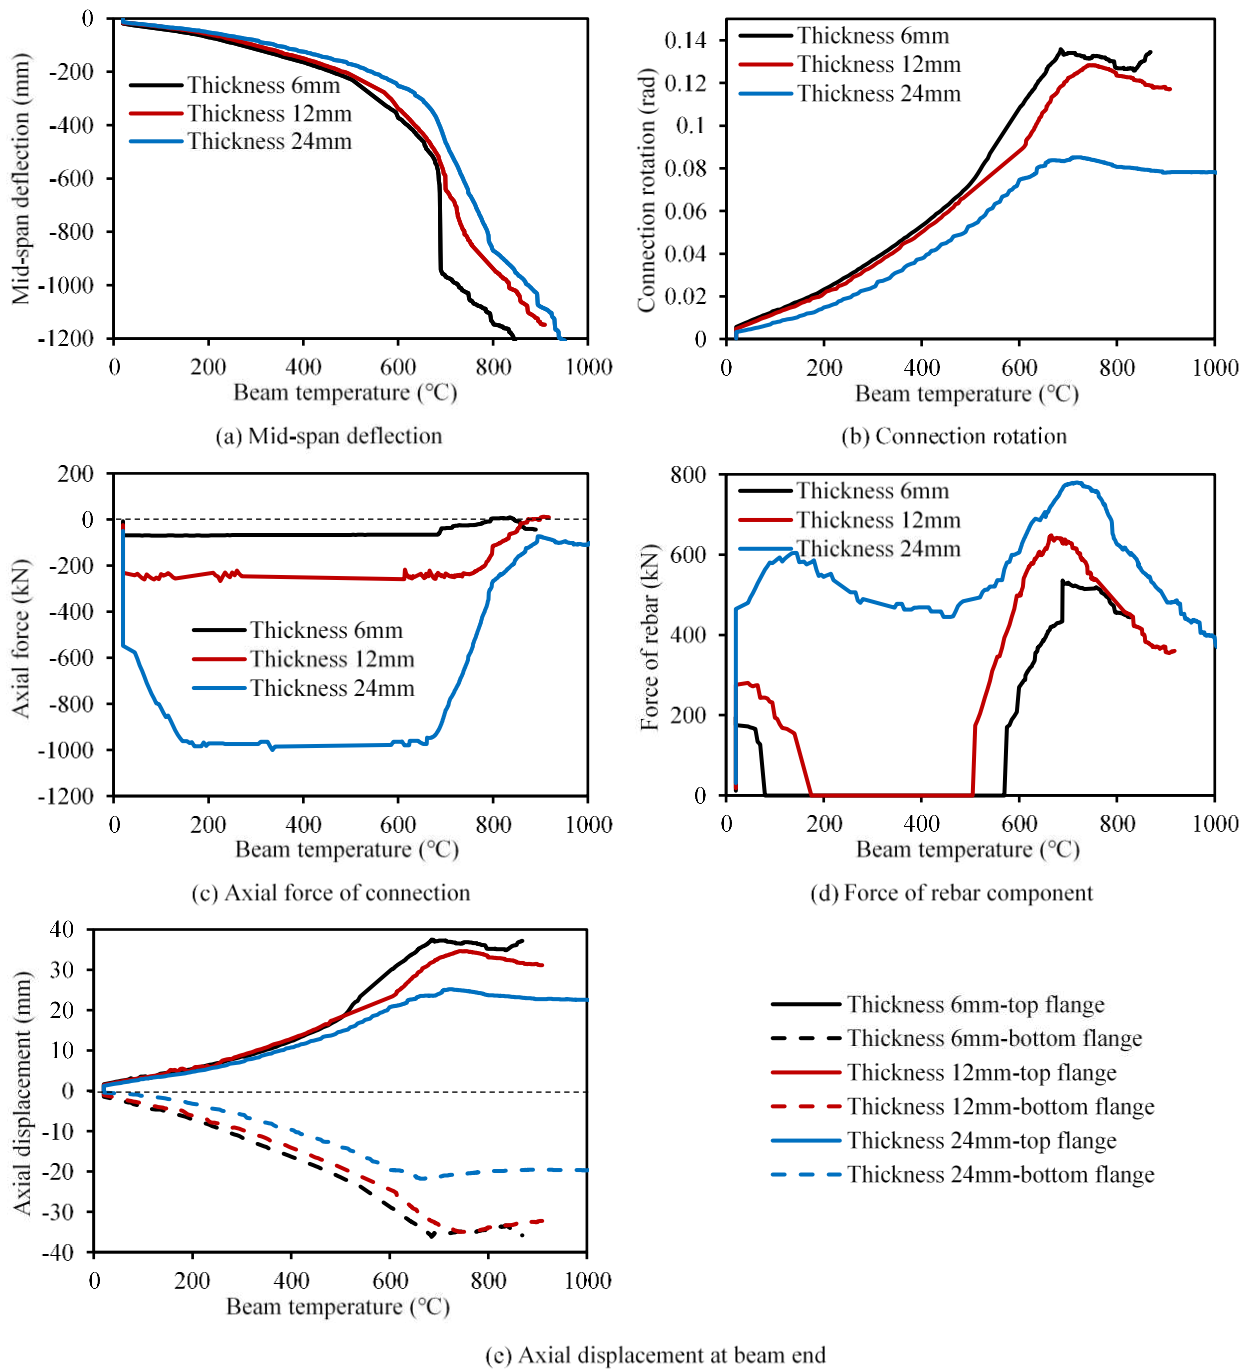 0
-200
-400
-600
-800
-1000
-1200
Mid-span deflection (mm)
Thickness 6mm
Thickness 12mm
Thickness 24mm
0 200 400 600 800 1000
Beam temperature (℃)
(a) Mid-span deflection
0.14
0.12
0.1
0.08
0.06
0.04
0.02
0
Connection rotation (rad)
Thickness 6mm
Thickness 12mm
Thickness 24mm
0 200 400 600 800 1000
Beam temperature (℃)
(b) Connection rotation
200
0
-200
-400
-600
-800
-1000
-1200
Axial force (kN)
Thickness 6mm
Thickness 12mm
Thickness 24mm
0 200 400 600 800 1000
Beam temperature (℃)
(c) Axial force of connection
800
600
400
200
0
Force of rebar (kN)
Thickness 6mm
Thickness 12mm
Thickness 24mm
0 200 400 600 800 1000
Beam temperature (℃)
(d) Force of rebar component
40
30
20
10
0
-10
-20
-30
-40
Axial displacement (mm)
0 200 400 600 800 1000
Beam temperature (℃)
Thickness 6mm-top flange
Thickness 6mm-bottom flange
Thickness 12mm-top flange
Thickness 12mm-bottom flange
Thickness 24mm-top flange
Thickness 24mm-bottom flange
(e) Axial displacement at beam end